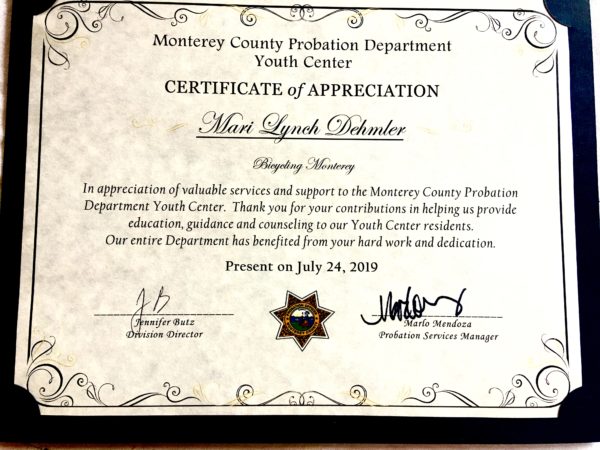 Monterey County Probation Department
Youth Center
CERTIFICATE of APPRECIATION
Mari Lynch Dehmler
Bicycling Monterey
In appreciation of valuable services and support to the Monterey County Probation
Department Youth Center. Thank you for your contributions in helping us provide
education, guidance and counseling to our Youth Center residents.
Our entire Department has benefited from your hard work and dedication.
Present on July 24, 2019
JB
Jennifer Butz
Division Director
Marlo Mendoza
Probation Services Manager